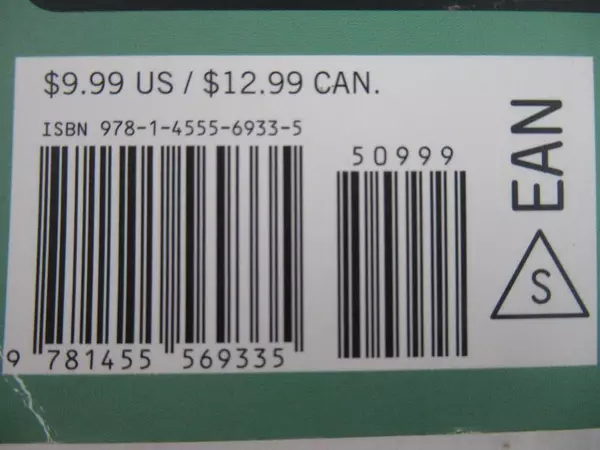 $9.99 US / $12.99 CAN.
ISBN 978-1-4555-6933-5
50999
9 781455 569335
EAN
S